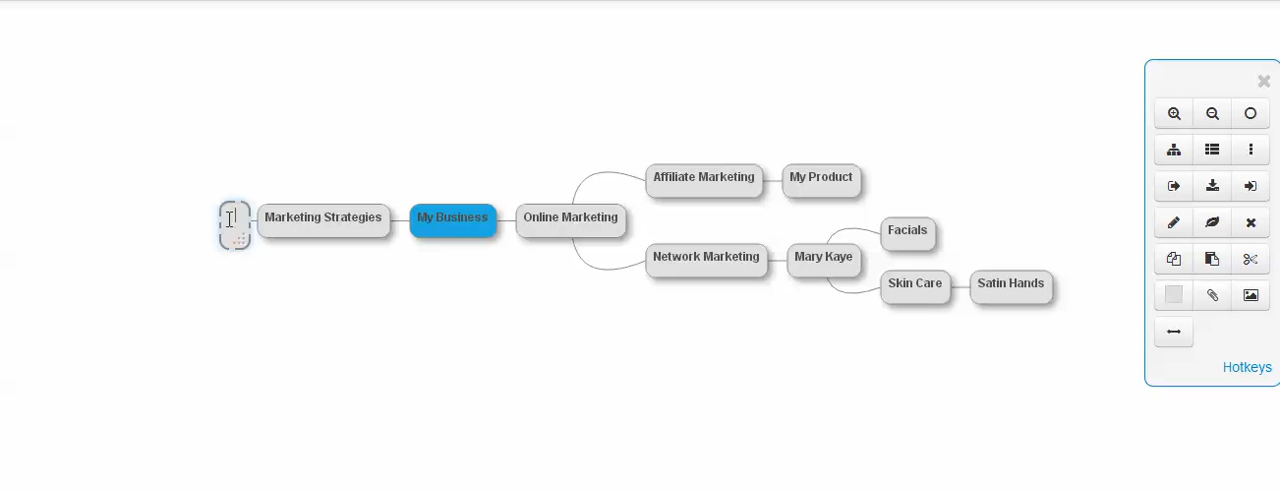 Affiliate Marketing
My Product
Marketing Strategies
My Business
Online Marketing
Facials
Network Marketing
Mary Kaye
Skin Care
Satin Hands
Hotkeys